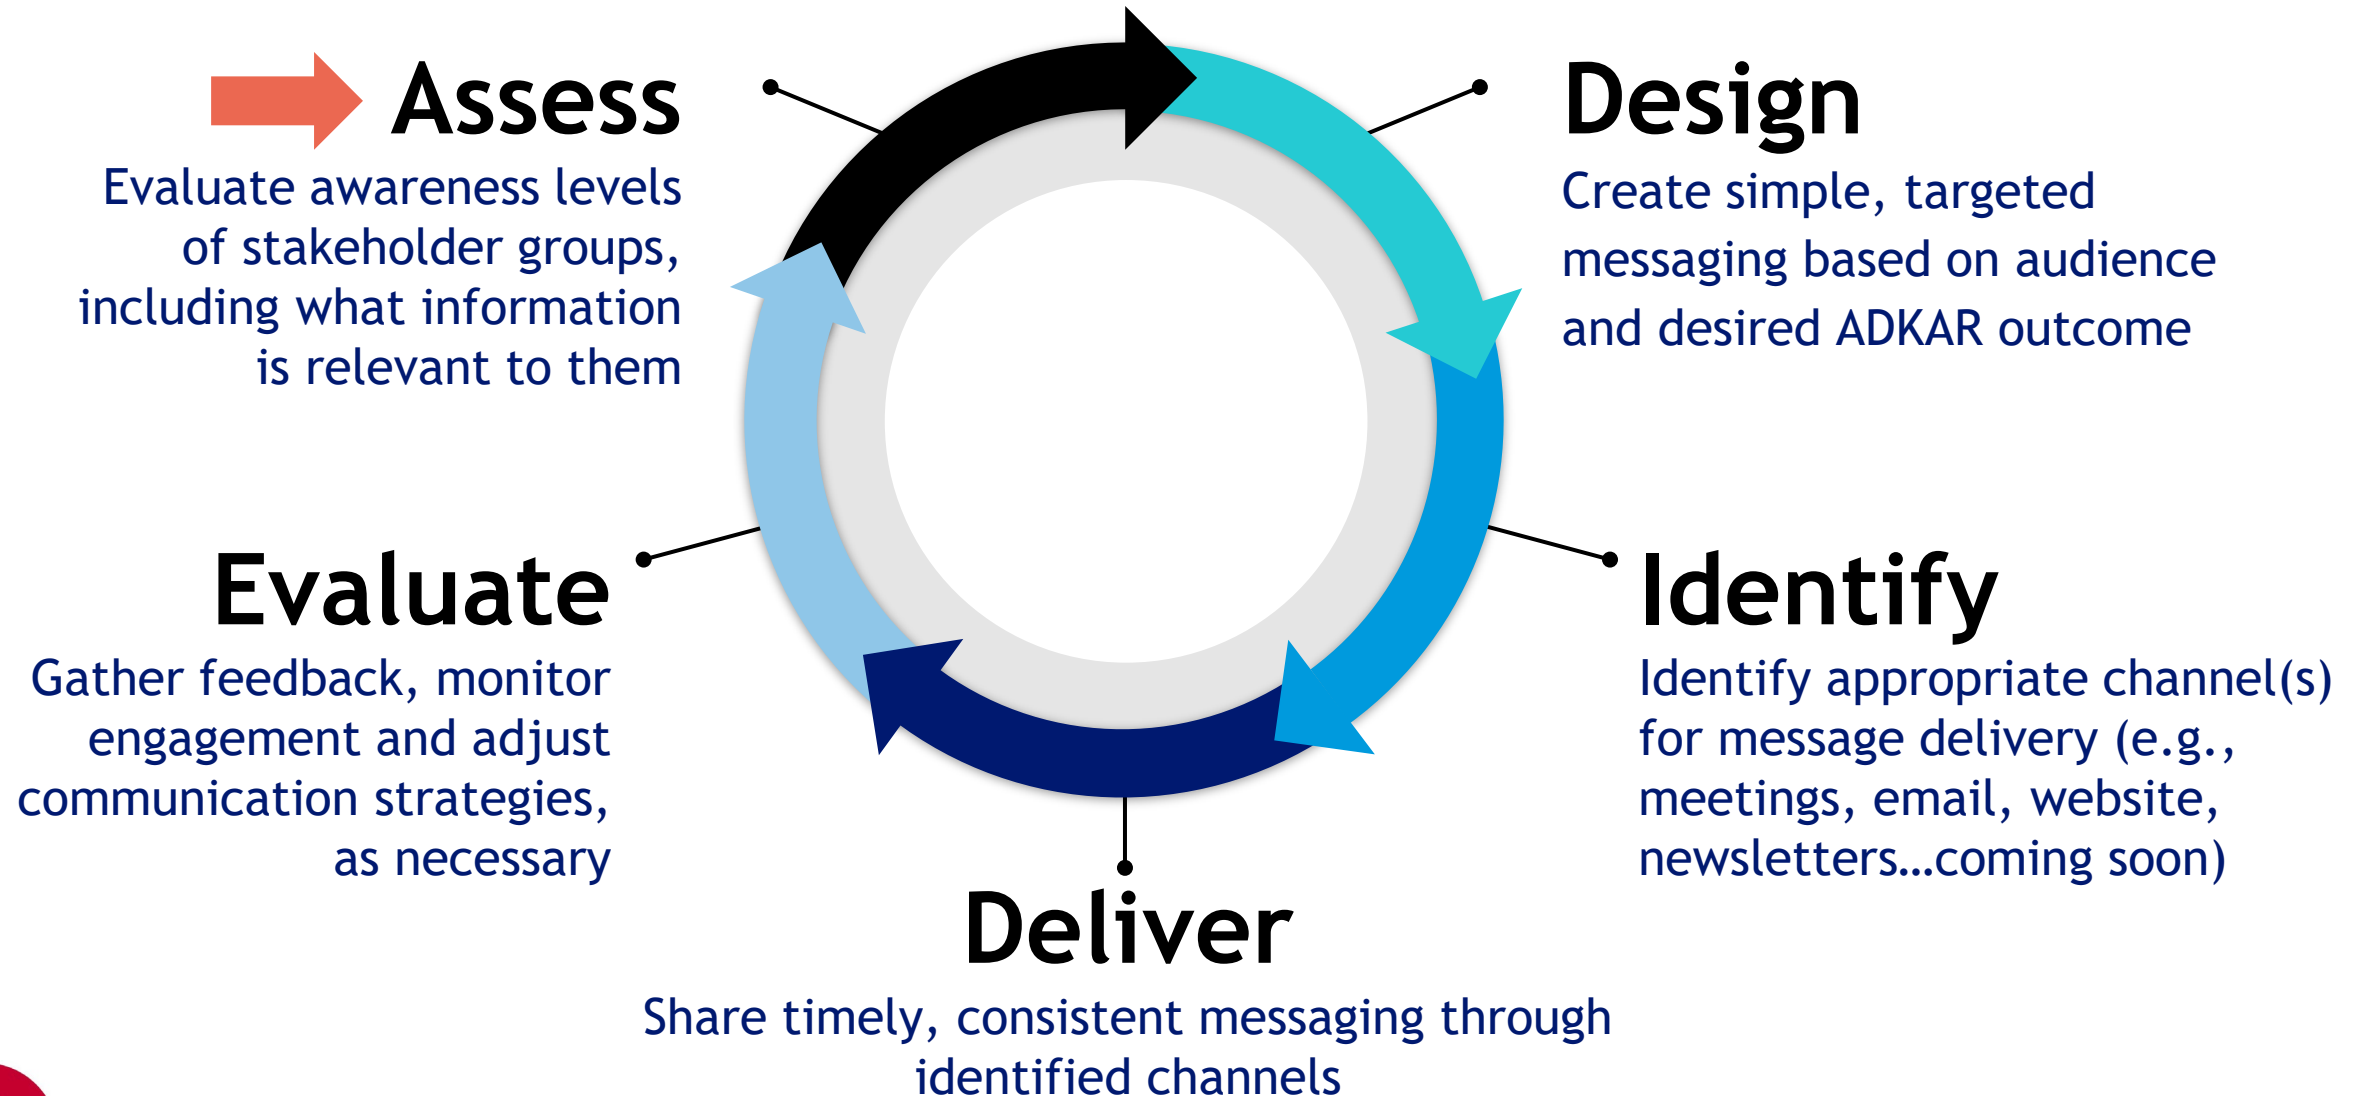 Assess
Evaluate awareness levels
of stakeholder groups,
including what information
is relevant to them
Design
Create simple, targeted
messaging based on audience
and desired ADKAR outcome
Identify
Identify appropriate channel(s)
for message delivery (e.g.,
meetings, email, website,
newsletters…coming soon)
Deliver
Share timely, consistent messaging through
identified channels
Evaluate
Gather feedback, monitor
engagement and adjust
communication strategies,
as necessary